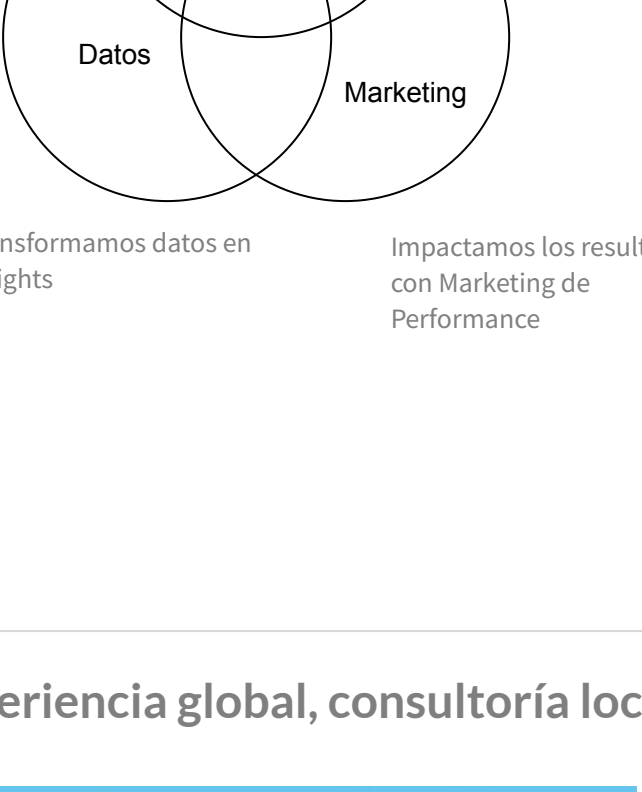 Datos
Marketing
nsformamos datos en
ights
Impactamos los result
con Marketing de
Performance
eriencia global, consultoría loc